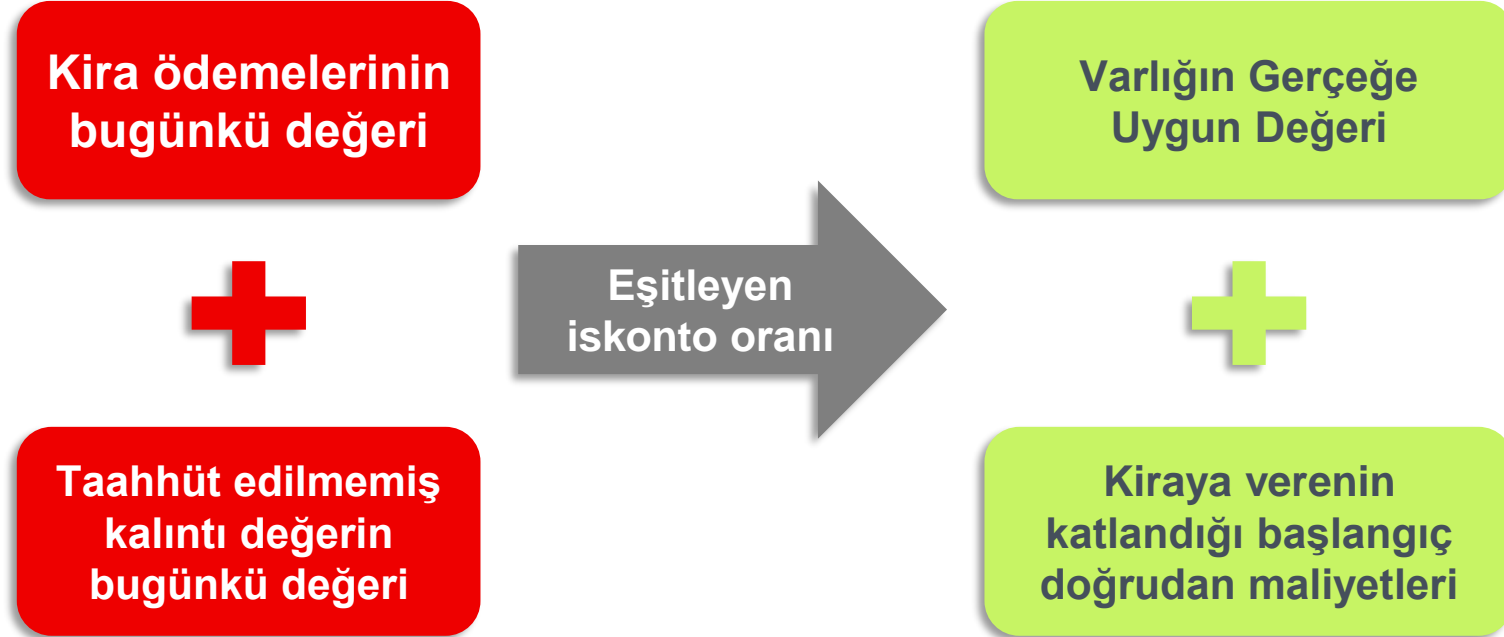 Kira ödemelerinin
bugünkü değeri
Varlığın Gerçeğe
Uygun Değeri
Eşitleyen
iskonto oranı
Taahhüt edilmemiş
kalıntı değerin
bugünkü değeri
Kiraya verenin
katlandığı başlangıç
doğrudan maliyetleri